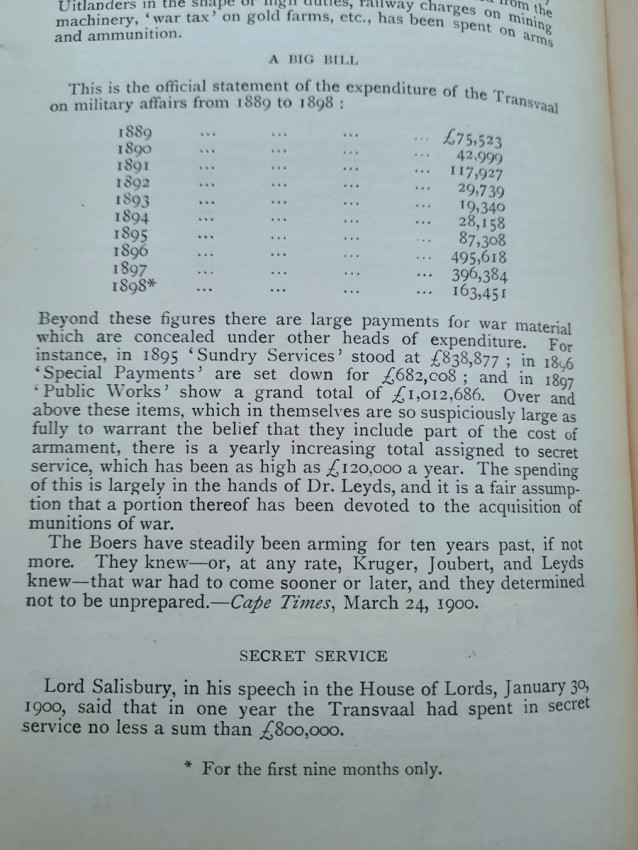 Uitlanders in the shape of high duties, railway charges on mining
machinery, ‘war tax’ on gold farms, etc., has been spent on arms
and ammunition.
A BIG BILL
This is the official statement of the expenditure of the Transvaal
on military affairs from 1889 to 1898 :
1889 ... ... ... ... £75,523
1890 ... ... ... ... 42,999
1891 ... ... ... ... 117,927
1892 ... ... ... ... 29,739
1893 ... ... ... ... 19,340
1894 ... ... ... ... 28,158
1895 ... ... ... ... 87,308
1896 ... ... ... ... 495,618
1897 ... ... ... ... 396,384
1898* ... ... ... ... 163,451
Beyond these figures there are large payments for war material
which are concealed under other heads of expenditure. For
instance, in 1895 ‘Sundry Services’ stood at £838,877 ; in 1896
‘Special Payments’ are set down for £682,008 ; and in 1897
‘Public Works’ show a grand total of £1,012,686. Over and
above these items, which in themselves are so suspiciously large as
fully to warrant the belief that they include part of the cost of
armament, there is a yearly increasing total assigned to secret
service, which has been as high as £120,000 a year. The spending
of this is largely in the hands of Dr. Leyds, and it is a fair assump-
tion that a portion thereof has been devoted to the acquisition of
munitions of war.
The Boers have steadily been arming for ten years past, if not
more. They knew—or, at any rate, Kruger, Joubert, and Leyds
knew—that war had to come sooner or later, and they determined
not to be unprepared.—Cape Times, March 24, 1900.
SECRET SERVICE
Lord Salisbury, in his speech in the House of Lords, January 30,
1900, said that in one year the Transvaal had spent in secret
service no less a sum than £800,000.
* For the first nine months only.